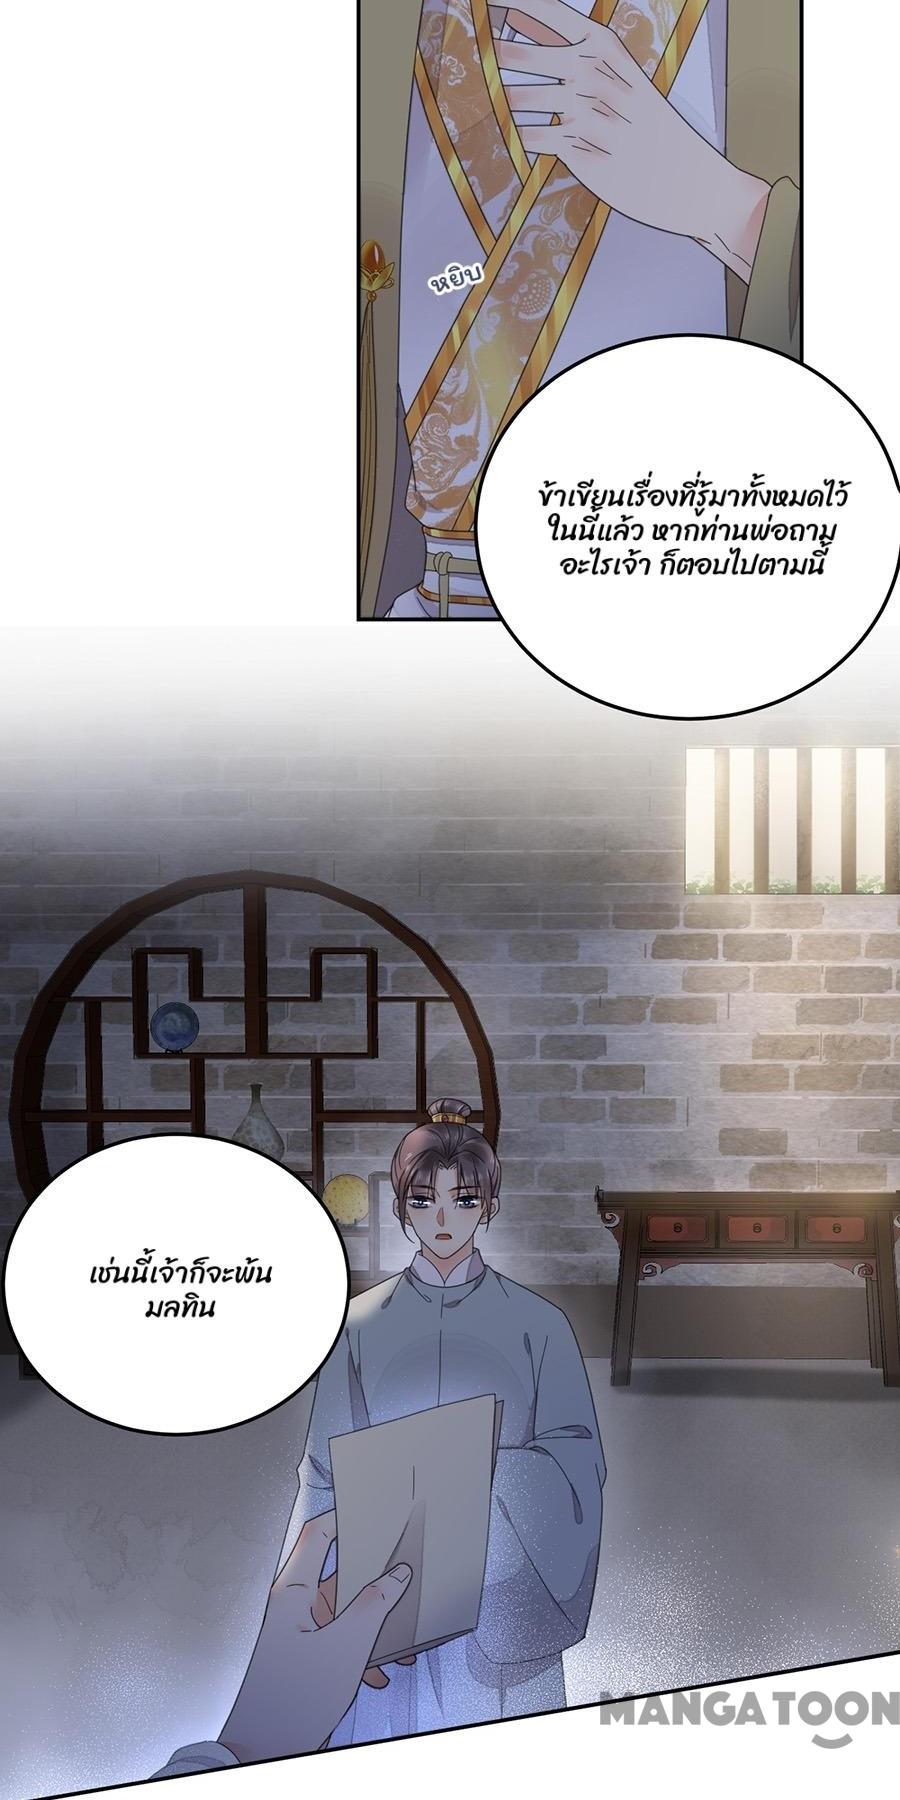 หยิบ
ข้าเขียนเรื่องที่รู้มาทั้งหมดไว้
ในนี้แล้ว หากท่านพ่อถาม
อะไรเจ้า ก็ตอบไปตามนี้
เช่นนี้เจ้าก็จะพ้น
มลทิน
MANGATOON